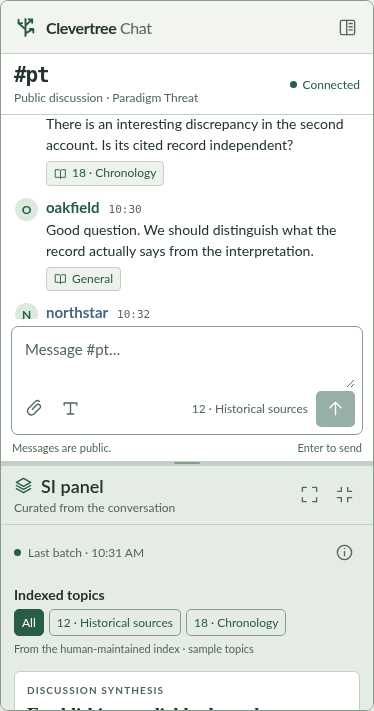 Clevertree Chat
#pt
Public discussion · Paradigm Threat
Connected
There is an interesting discrepancy in the second
account. Is its cited record independent?
18 · Chronology
O
oakfield 10:30
Good question. We should distinguish what the
record actually says from the interpretation.
General
N
northstar 10:32
Message #pt...
12 · Historical sources
Messages are public.
Enter to send
SI panel
Curated from the conversation
Last batch · 10:31 AM
Indexed topics
All
12 · Historical sources
18 · Chronology
From the human-maintained index · sample topics
DISCUSSION SYNTHESIS